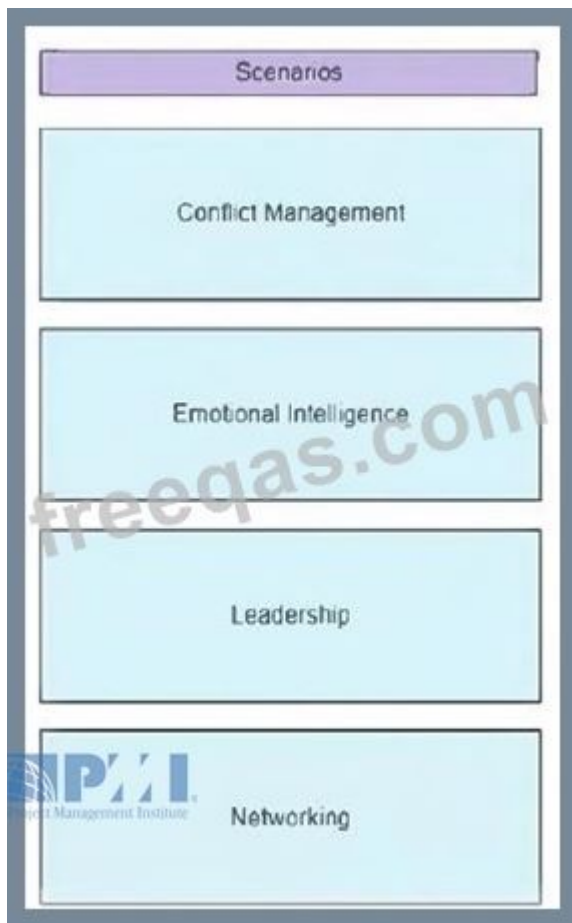 Scenarios
Conflict Management
Emotional Intelligence
freeqas.com
Leadership
PMI
Project Management Institute
Networking